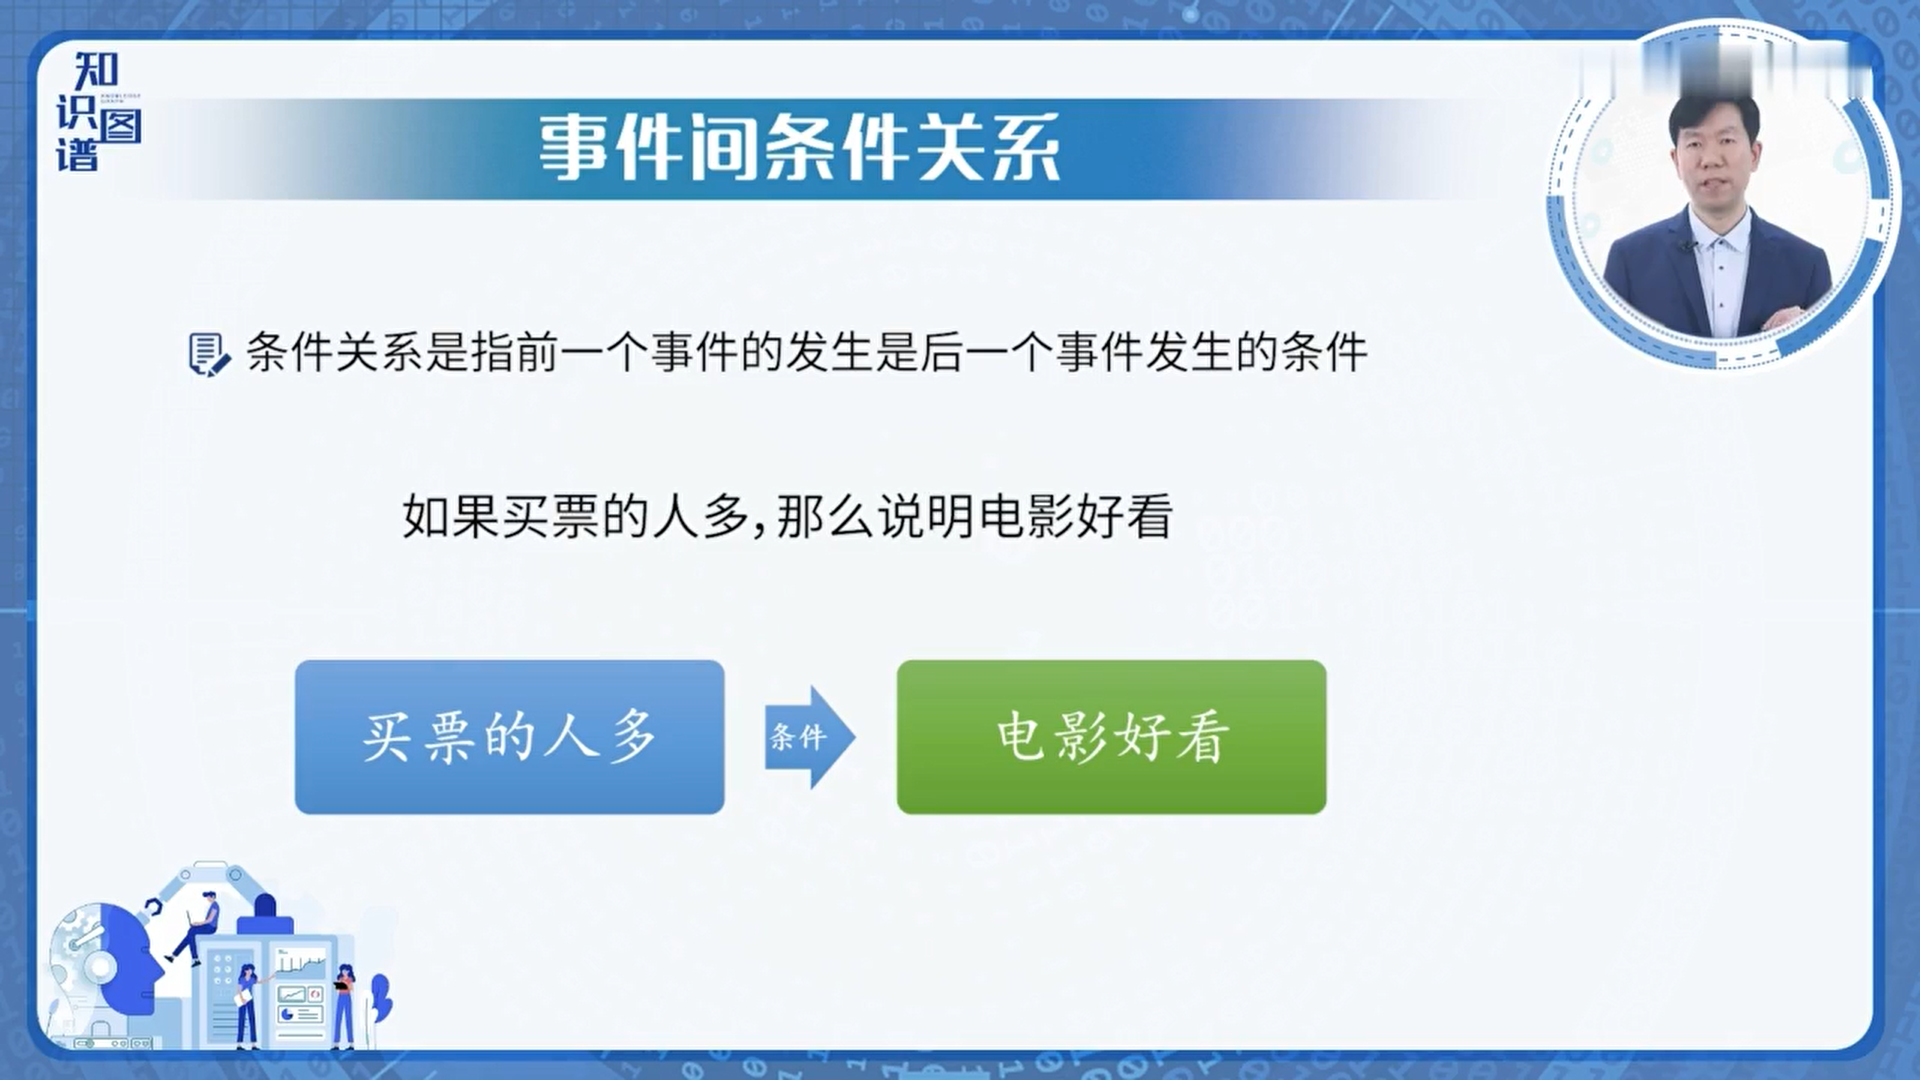 知识图谱
KNOWLEDGE GRAPH
事件间条件关系
条件关系是指前一个事件的发生是后一个事件发生的条件
如果买票的人多,那么说明电影好看
买票的人多
条件
电影好看